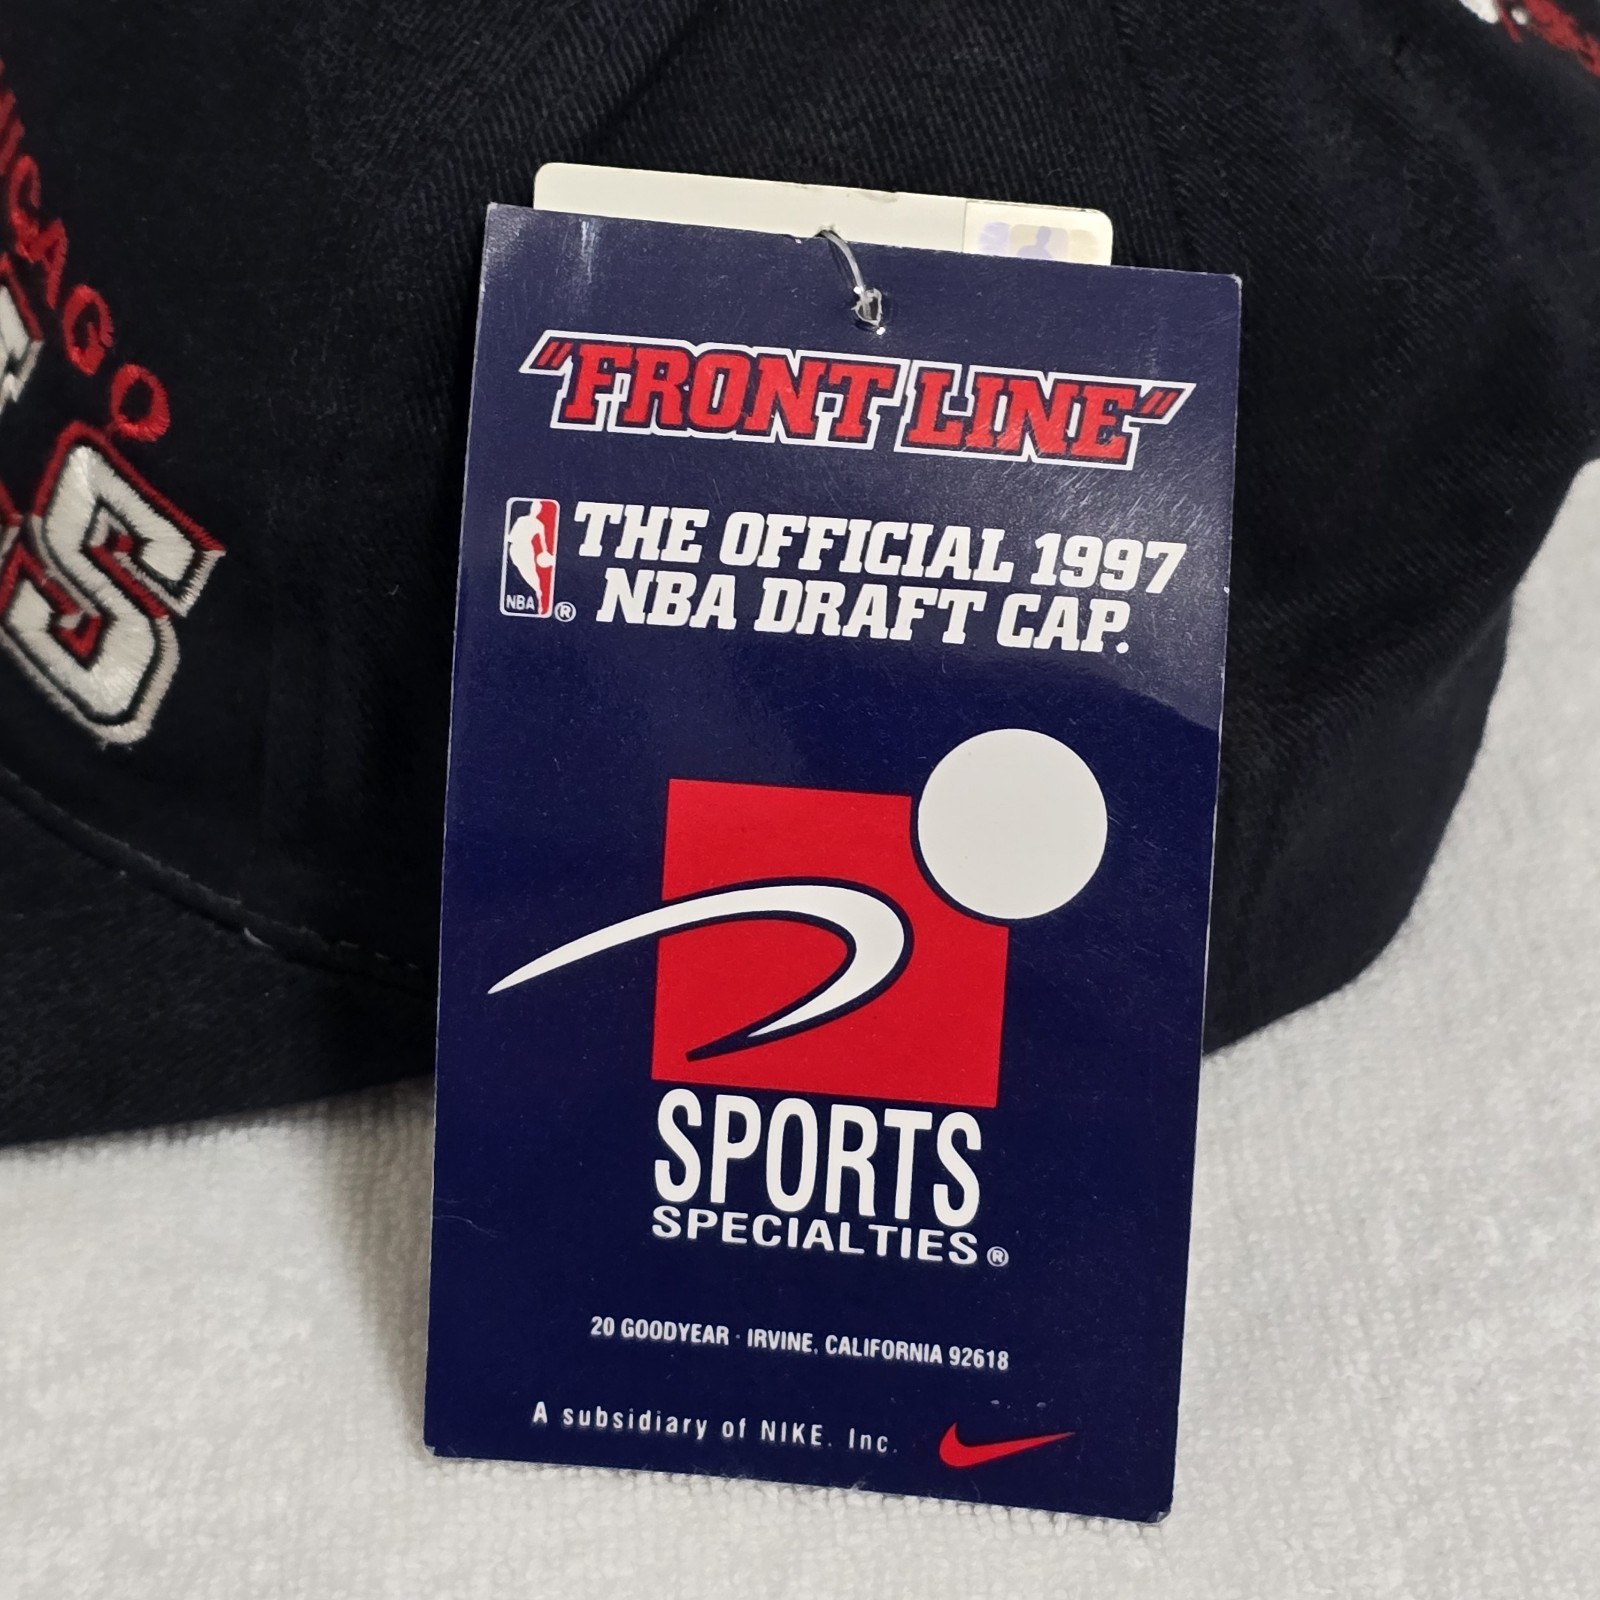 CAGO
S
"FRONT LINE"
NBA
®
THE OFFICIAL 1997
NBA DRAFT CAP.
SPORTS
SPECIALTIES®
20 GOODYEAR · IRVINE, CALIFORNIA 92618
A subsidiary of NIKE, Inc.